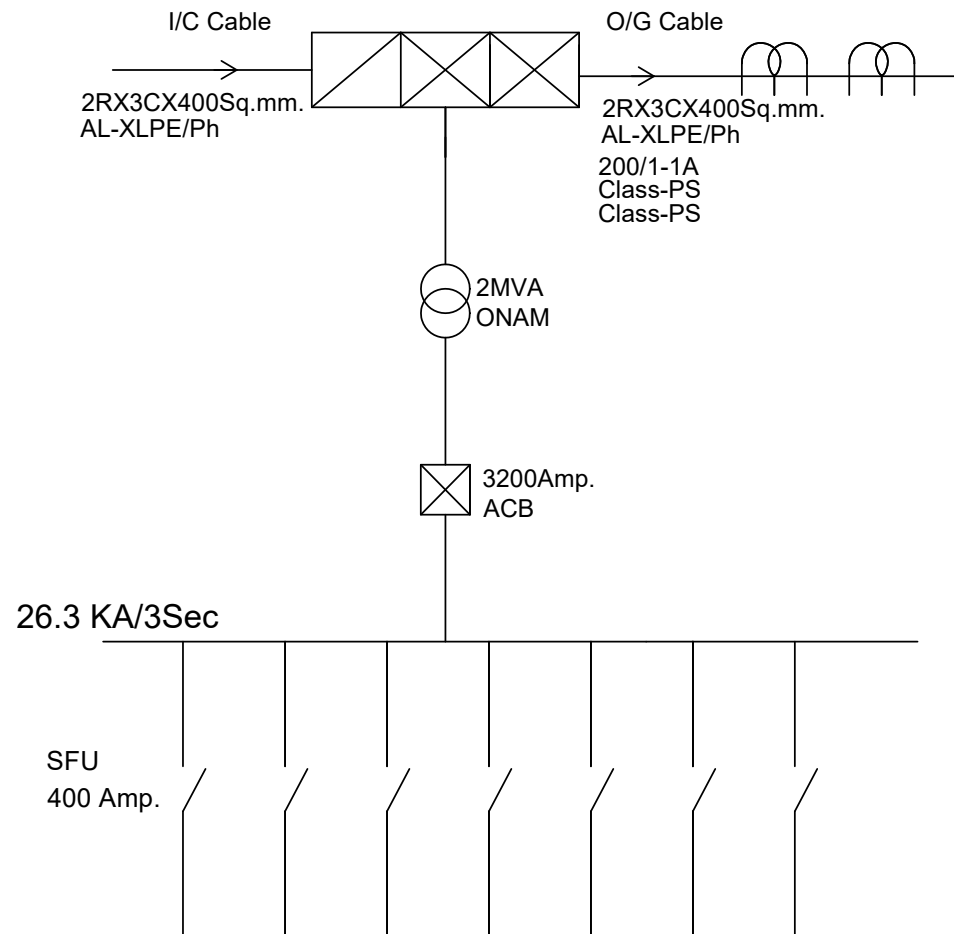 I/C Cable
O/G Cable
2RX3CX400Sq.mm.
AL-XLPE/Ph
2RX3CX400Sq.mm.
AL-XLPE/Ph
200/1-1A
Class-PS
Class-PS
2MVA
ONAM
3200Amp.
ACB
26.3 KA/3Sec
SFU
400 Amp.